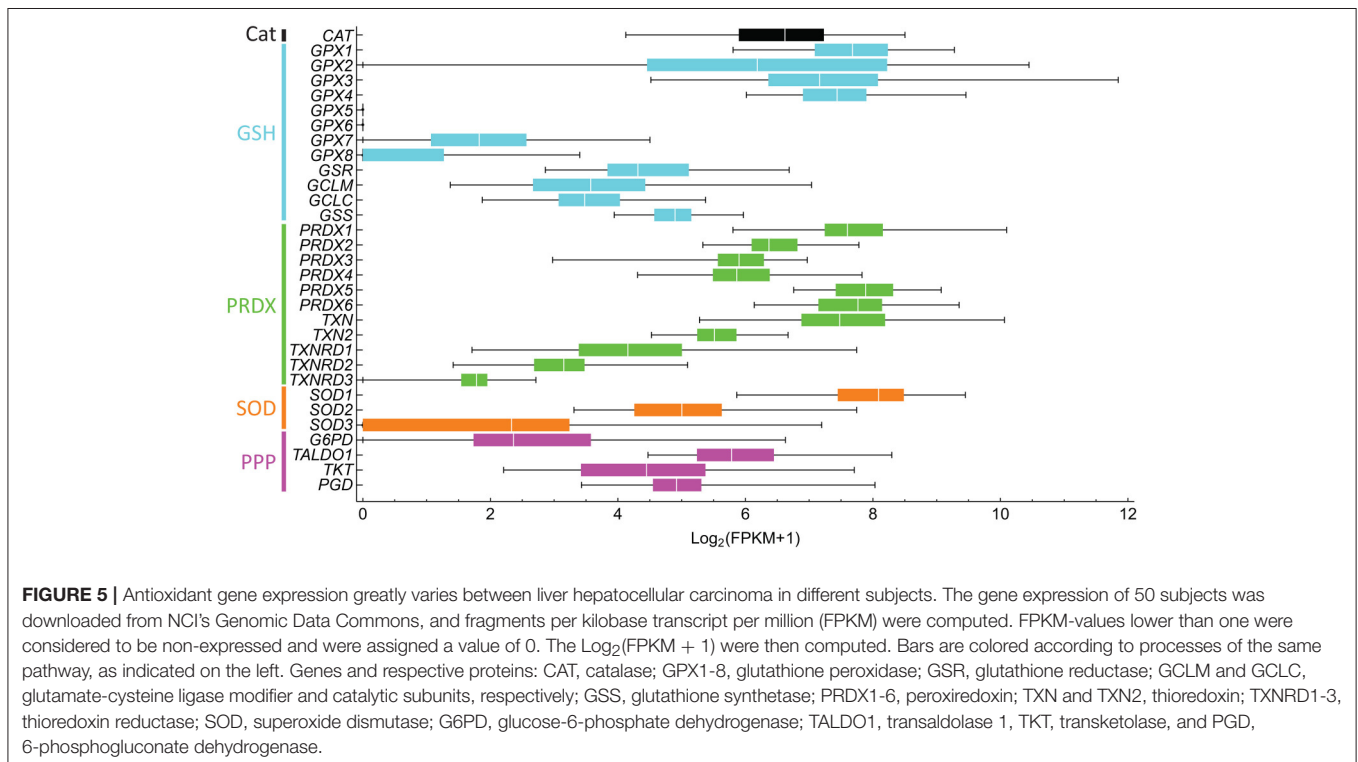 Cat
CAT
GSH
GPX1
GPX2
GPX3
GPX4
GPX5
GPX6
GPX7
GPX8
GSR
GCLM
GCLC
GSS
PRDX
PRDX1
PRDX2
PRDX3
PRDX4
PRDX5
PRDX6
TXN
TXN2
TXNRD1
TXNRD2
TXNRD3
SOD
SOD1
SOD2
SOD3
PPP
G6PD
TALDO1
TKT
PGD
0 2 4 6 8 10 12
Log₂(FPKM+1)
FIGURE 5 | Antioxidant gene expression greatly varies between liver hepatocellular carcinoma in different subjects. The gene expression of 50 subjects was
downloaded from NCI's Genomic Data Commons, and fragments per kilobase transcript per million (FPKM) were computed. FPKM-values lower than one were
considered to be non-expressed and were assigned a value of 0. The Log₂(FPKM + 1) were then computed. Bars are colored according to processes of the same
pathway, as indicated on the left. Genes and respective proteins: CAT, catalase; GPX1-8, glutathione peroxidase; GSR, glutathione reductase; GCLM and GCLC,
glutamate-cysteine ligase modifier and catalytic subunits, respectively; GSS, glutathione synthetase; PRDX1-6, peroxiredoxin; TXN and TXN2, thioredoxin; TXNRD1-3,
thioredoxin reductase; SOD, superoxide dismutase; G6PD, glucose-6-phosphate dehydrogenase; TALDO1, transaldolase 1, TKT, transketolase, and PGD,
6-phosphogluconate dehydrogenase.